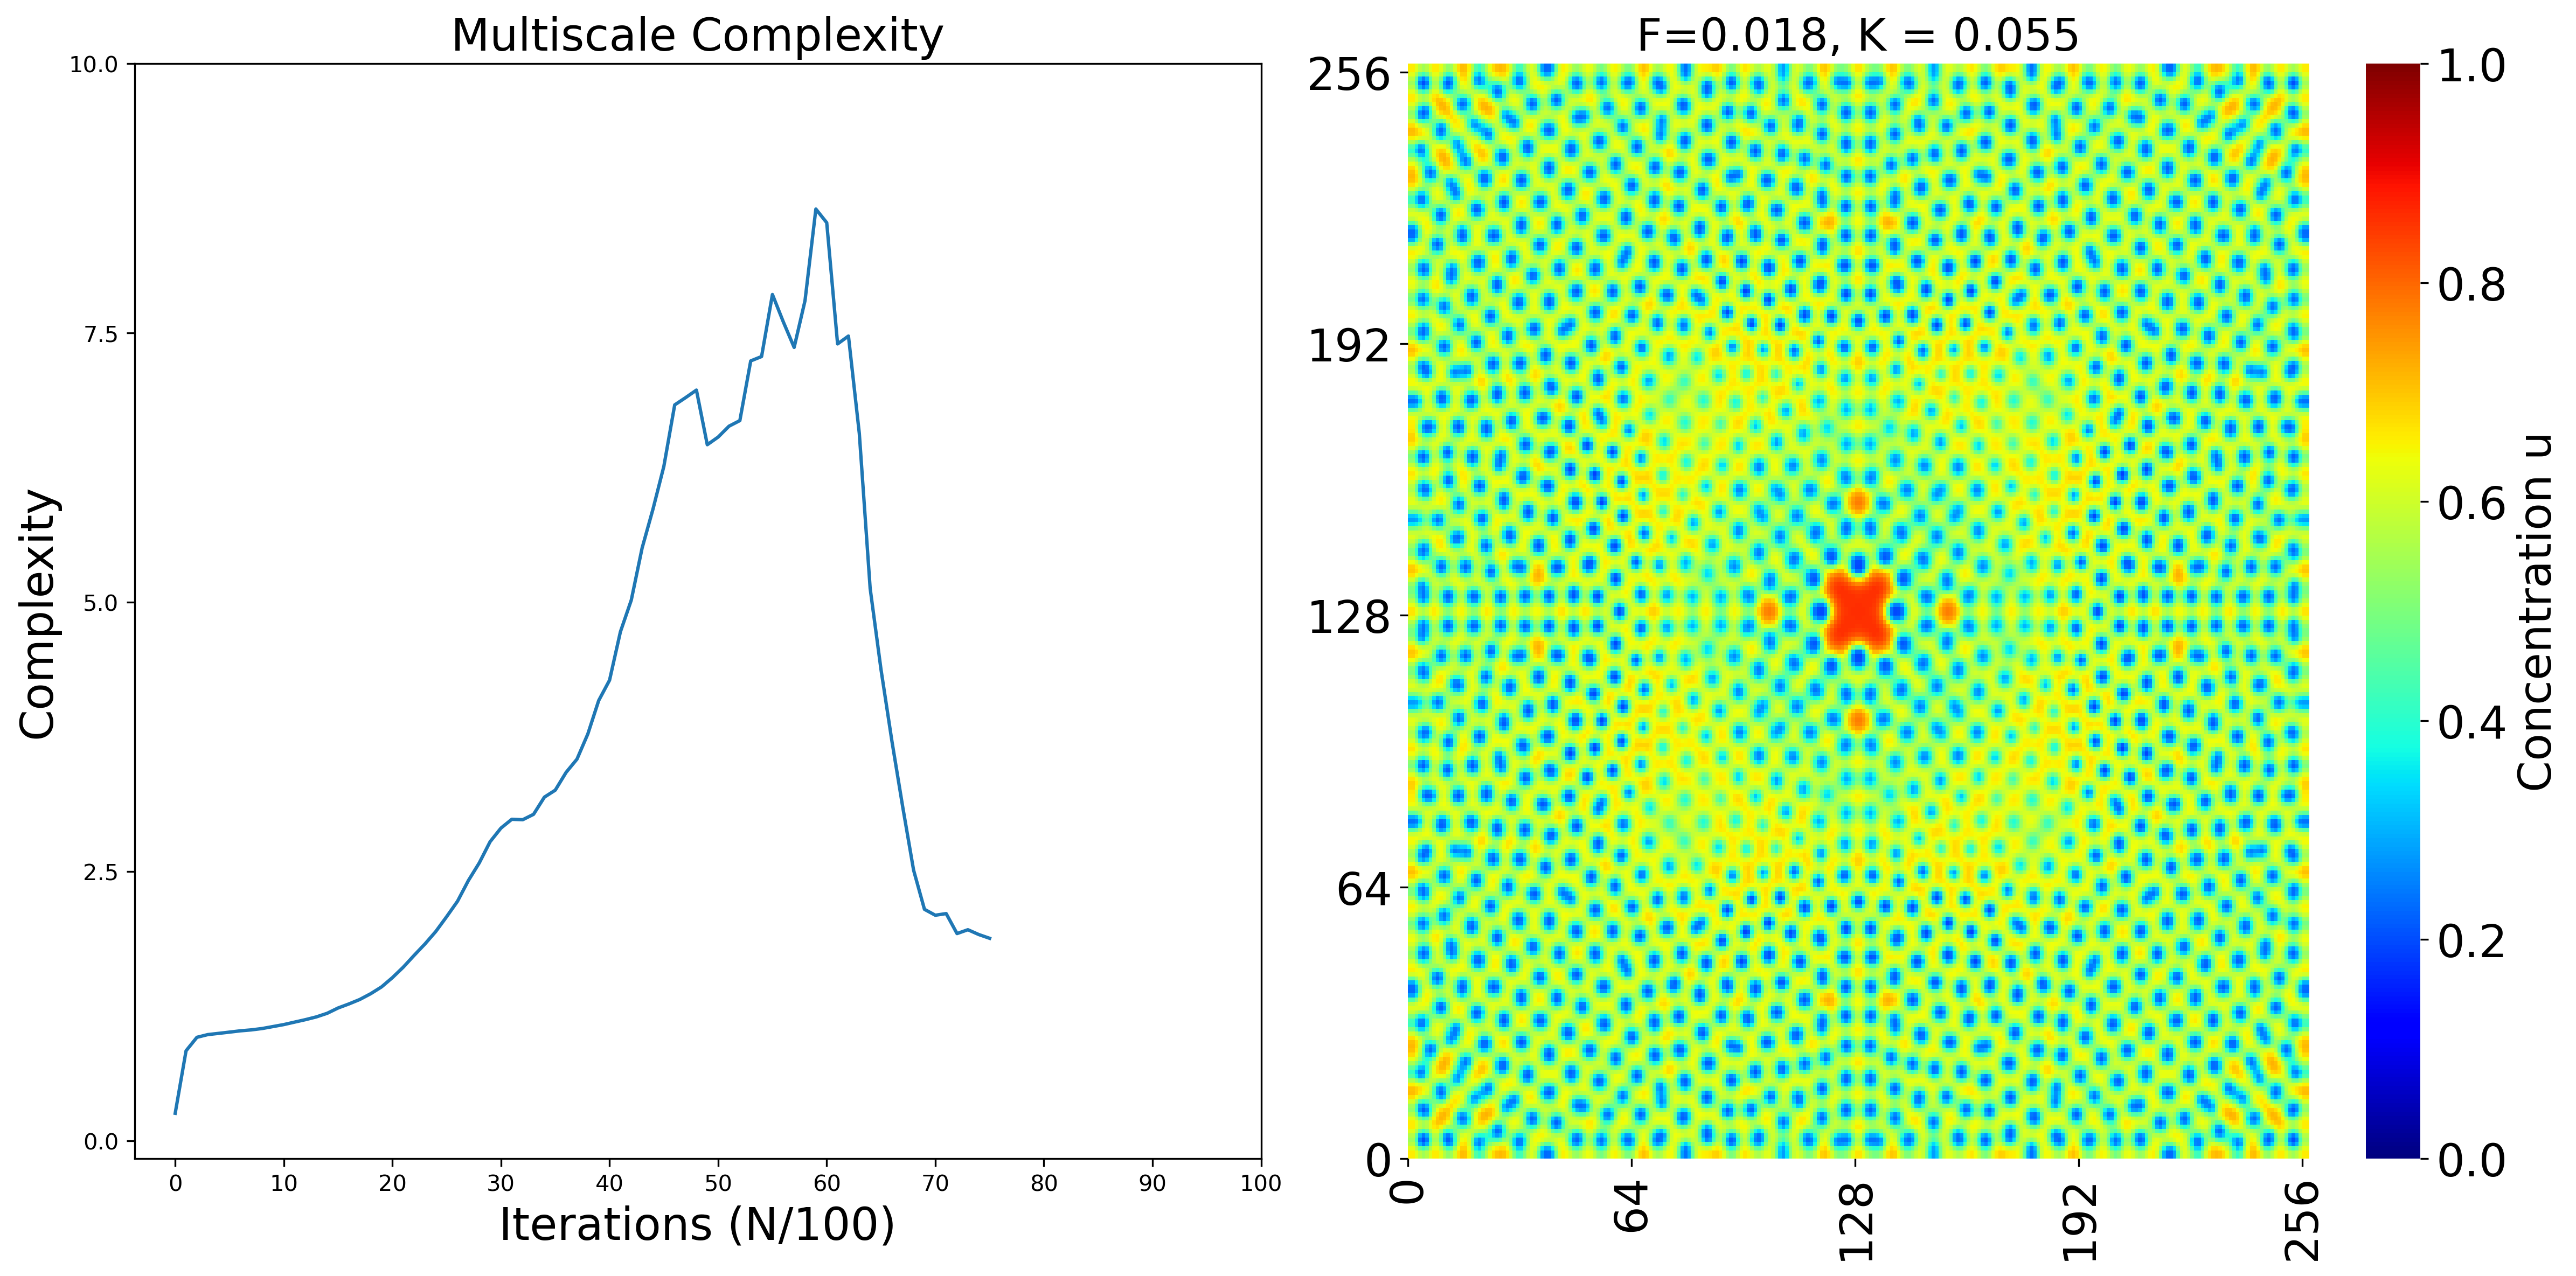 Multiscale Complexity
10.0
7.5
5.0
2.5
0.0
Complexity
0 10 20 30 40 50 60 70 80 90 100
Iterations (N/100)
F=0.018, K = 0.055
256
192
128
64
0
0 64 128 192 256
1.0
0.8
0.6
0.4
0.2
0.0
Concentration u